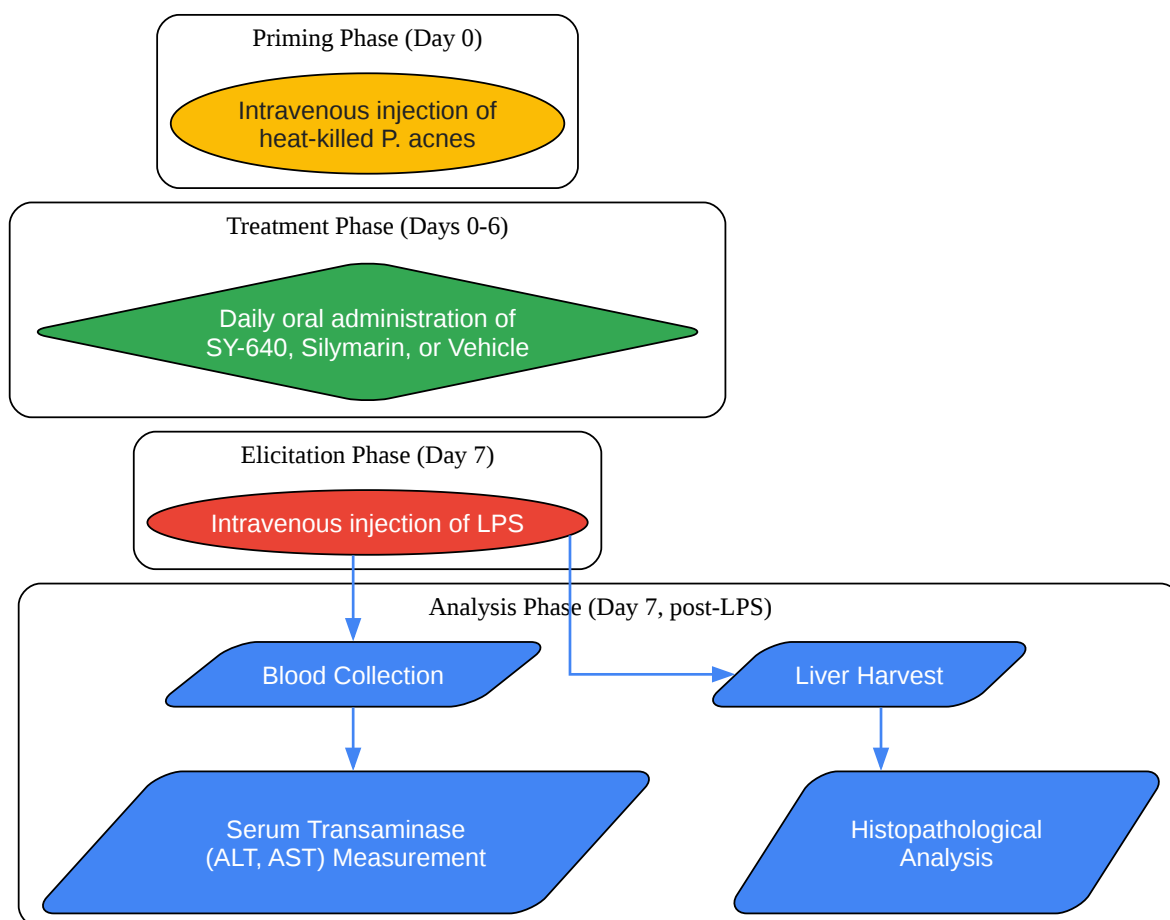 Priming Phase (Day 0)
Intravenous injection of
heat-killed P. acnes
Treatment Phase (Days 0-6)
Daily oral administration of
SY-640, Silymarin, or Vehicle
Elicitation Phase (Day 7)
Intravenous injection of LPS
Analysis Phase (Day 7, post-LPS)
Blood Collection
Liver Harvest
Serum Transaminase
(ALT, AST) Measurement
Histopathological
Analysis